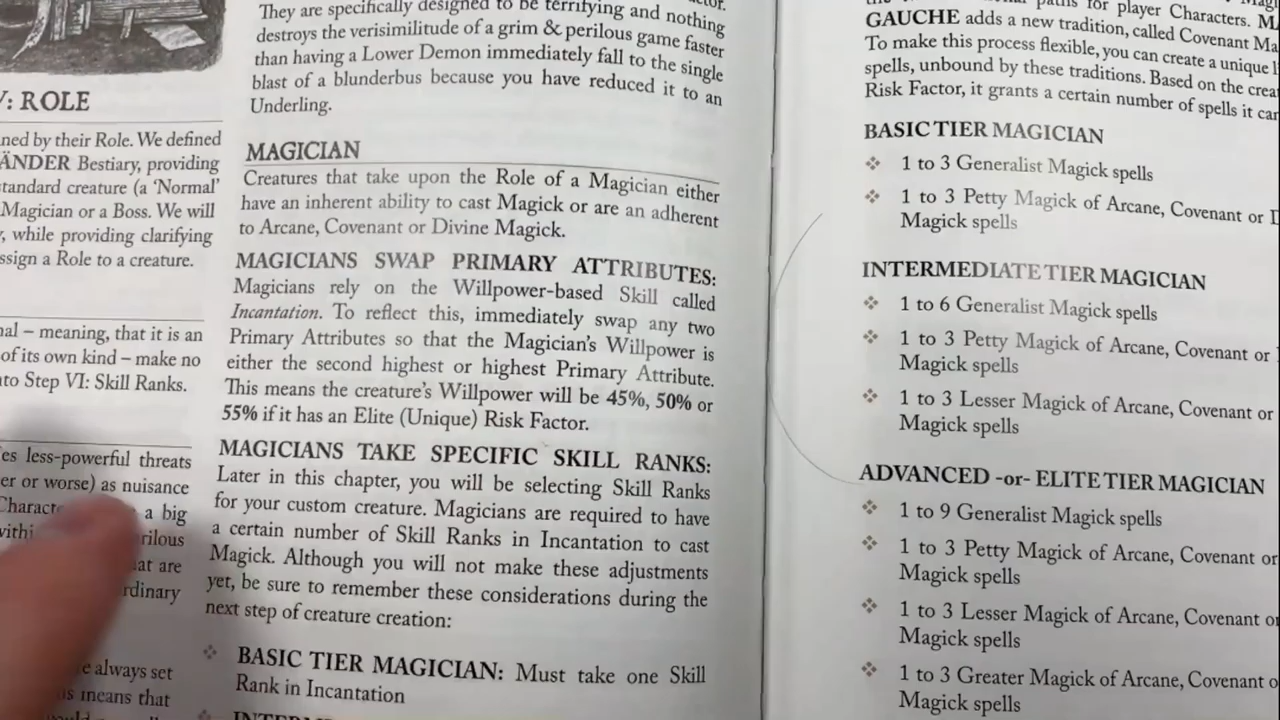 V: ROLE
ned by their Role. We defined
ÄNDER Bestiary, providing
standard creature (a ‘Normal’
Magician or a Boss. We will
, while providing clarifying
ssign a Role to a creature.
nal – meaning, that it is an
of its own kind – make no
nto Step VI: Skill Ranks.
es less-powerful threats
er or worse) as nuisance
Charact a big
withi rilous
at are
rdinary
e always set
is means that
They are specifically designed to be terrifying and nothing
destroys the verisimilitude of a grim & perilous game faster
than having a Lower Demon immediately fall to the single
blast of a blunderbus because you have reduced it to an
Underling.
MAGICIAN
Creatures that take upon the Role of a Magician either
have an inherent ability to cast Magick or are an adherent
to Arcane, Covenant or Divine Magick.
MAGICIANS SWAP PRIMARY ATTRIBUTES:
Magicians rely on the Willpower-based Skill called
Incantation. To reflect this, immediately swap any two
Primary Attributes so that the Magician’s Willpower is
either the second highest or highest Primary Attribute.
This means the creature’s Willpower will be 45%, 50% or
55% if it has an Elite (Unique) Risk Factor.
MAGICIANS TAKE SPECIFIC SKILL RANKS:
Later in this chapter, you will be selecting Skill Ranks
for your custom creature. Magicians are required to have
a certain number of Skill Ranks in Incantation to cast
Magick. Although you will not make these adjustments
yet, be sure to remember these considerations during the
next step of creature creation:
❖ BASIC TIER MAGICIAN: Must take one Skill
Rank in Incantation
paths for player Characters.
GAUCHE adds a new tradition, called Covenant Ma
To make this process flexible, you can create a unique l
spells, unbound by these traditions. Based on the crea
Risk Factor, it grants a certain number of spells it can
BASIC TIER MAGICIAN
❖ 1 to 3 Generalist Magick spells
❖ 1 to 3 Petty Magick of Arcane, Covenant or D
Magick spells
INTERMEDIATE TIER MAGICIAN
❖ 1 to 6 Generalist Magick spells
❖ 1 to 3 Petty Magick of Arcane, Covenant or
Magick spells
❖ 1 to 3 Lesser Magick of Arcane, Covenant or
Magick spells
ADVANCED -or- ELITE TIER MAGICIAN
❖ 1 to 9 Generalist Magick spells
❖ 1 to 3 Petty Magick of Arcane, Covenant or
Magick spells
❖ 1 to 3 Lesser Magick of Arcane, Covenant or
Magick spells
❖ 1 to 3 Greater Magick of Arcane, Covenant o
Magick spells